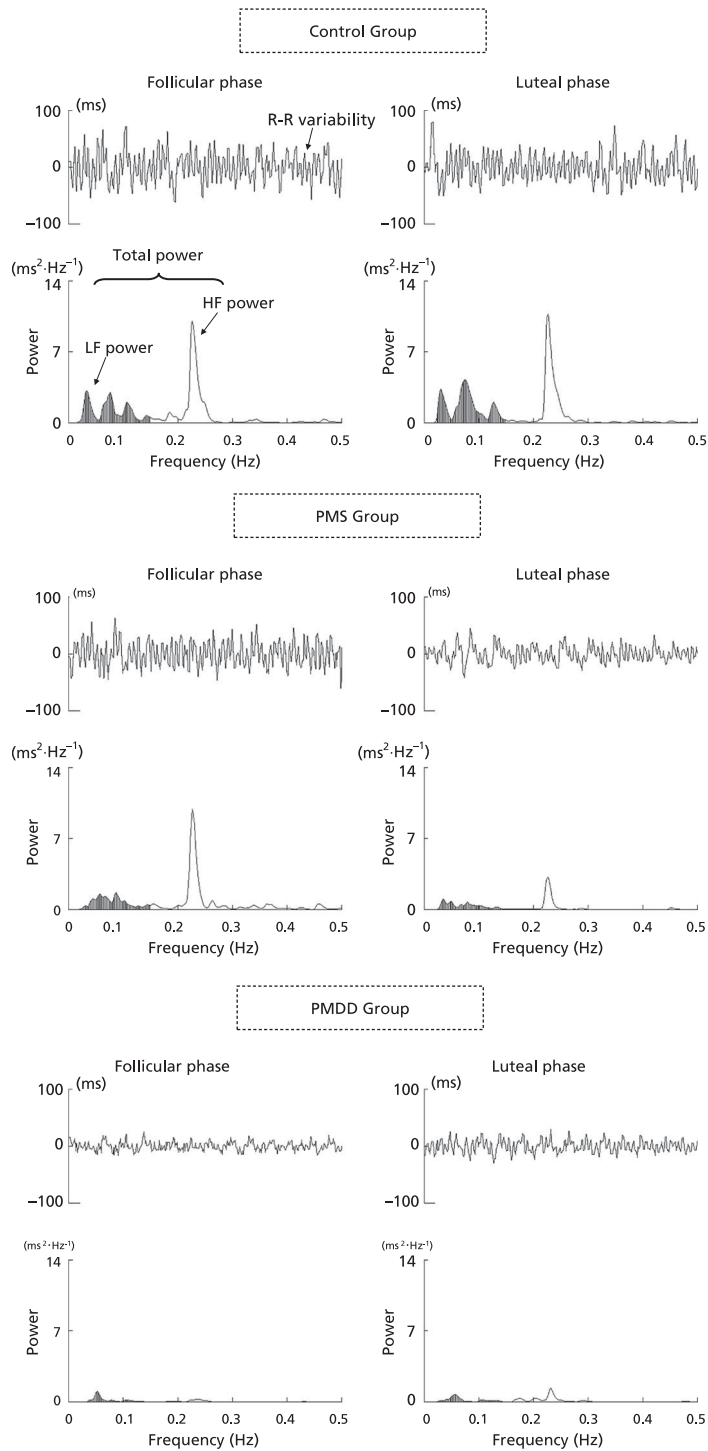 Control Group
Follicular phase
(ms)
100
0
−100
R-R variability
Luteal phase
(ms)
100
0
−100
(ms²·Hz⁻¹)
14
7
0
Power
Total power
HF power
LF power
0 0.1 0.2 0.3 0.4 0.5
Frequency (Hz)
(ms²·Hz⁻¹)
14
7
0
Power
0 0.1 0.2 0.3 0.4 0.5
Frequency (Hz)
PMS Group
Follicular phase
(ms)
100
0
−100
Luteal phase
(ms)
100
0
−100
(ms²·Hz⁻¹)
14
7
0
Power
0 0.1 0.2 0.3 0.4 0.5
Frequency (Hz)
(ms²·Hz⁻¹)
14
7
0
Power
0 0.1 0.2 0.3 0.4 0.5
Frequency (Hz)
PMDD Group
Follicular phase
(ms)
100
0
−100
Luteal phase
(ms)
100
0
−100
(ms²·Hz⁻¹)
14
7
0
Power
0 0.1 0.2 0.3 0.4 0.5
Frequency (Hz)
(ms²·Hz⁻¹)
14
7
0
Power
0 0.1 0.2 0.3 0.4 0.5
Frequency (Hz)